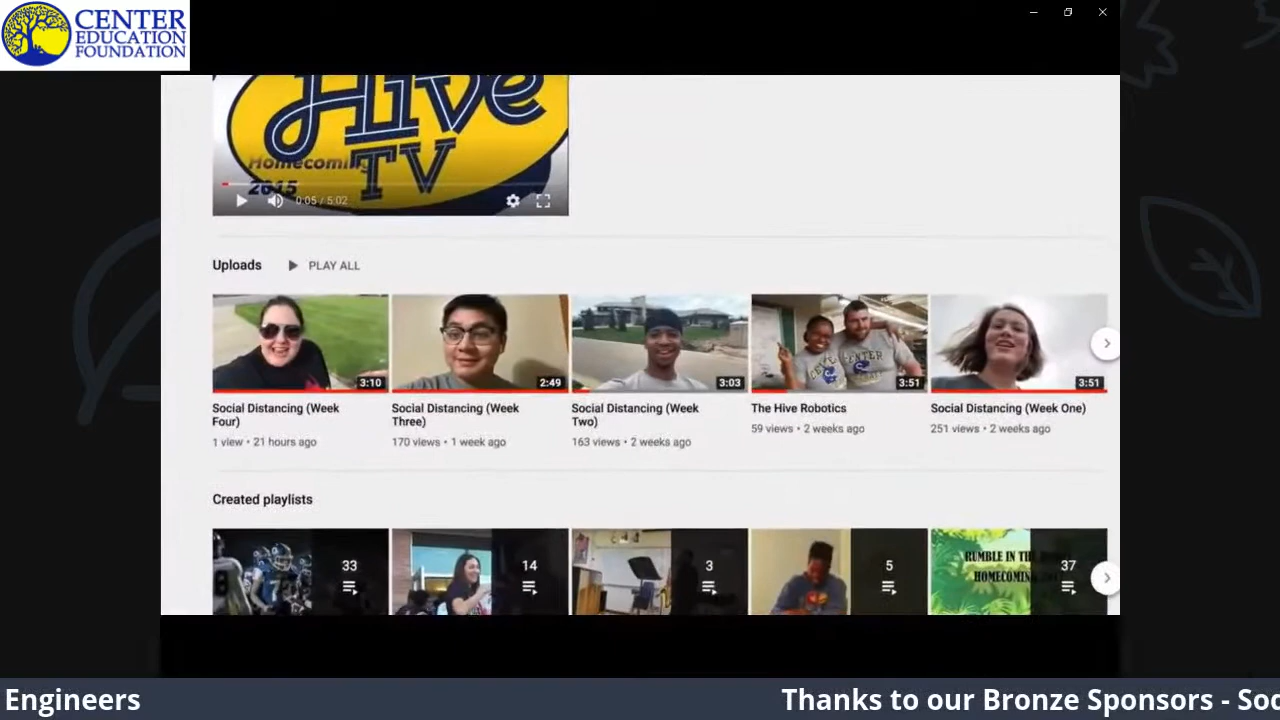 CENTER
EDUCATION
FOUNDATION
Hive
TV
Homecoming
2015
0:05 / 5:02
Uploads PLAY ALL
3:10 2:49 3:03 3:51 3:51
Social Distancing (Week Four)
1 view • 21 hours ago
Social Distancing (Week Three)
170 views • 1 week ago
Social Distancing (Week Two)
163 views • 2 weeks ago
The Hive Robotics
59 views • 2 weeks ago
Social Distancing (Week One)
251 views • 2 weeks ago
Created playlists
33 14 3 5 37
RUMBLE IN THE
HOMECOMING
Engineers Thanks to our Bronze Sponsors - Soc